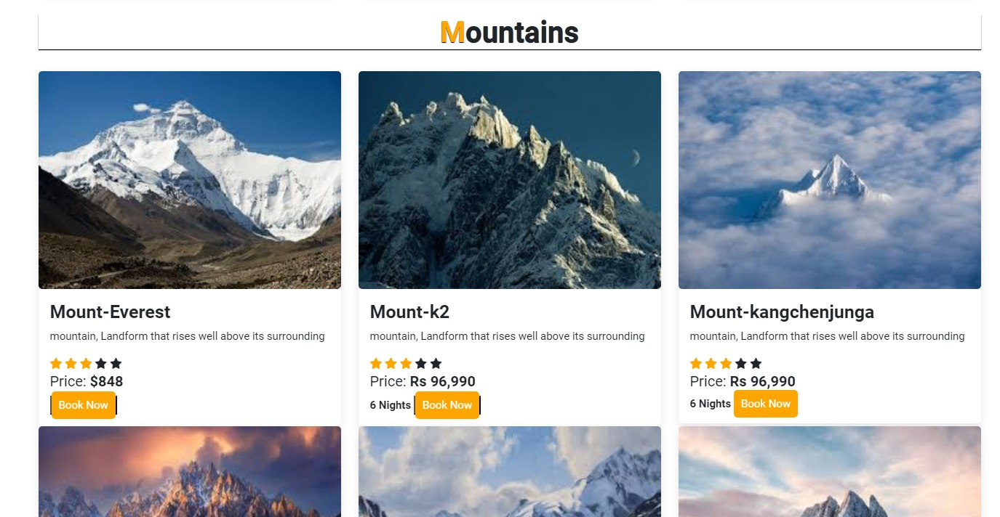 Mountains
Mount-Everest
mountain, Landform that rises well above its surrounding
Price: $848
Book Now
Mount-k2
mountain, Landform that rises well above its surrounding
Price: Rs 96,990
6 Nights Book Now
Mount-kangchenjunga
mountain, Landform that rises well above its surrounding
Price: Rs 96,990
6 Nights Book Now